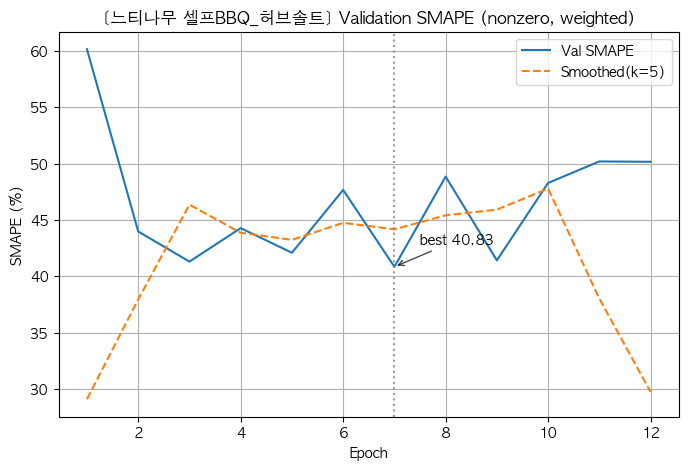 [느티나무 셀프BBQ_허브솔트] Validation SMAPE (nonzero, weighted)
Val SMAPE
Smoothed(k=5)
60
55
50
45
40
35
30
SMAPE (%)
best 40.83
2 4 6 8 10 12
Epoch